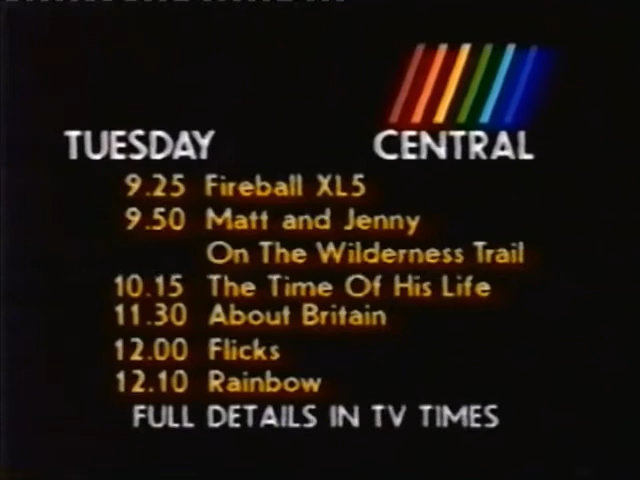 TUESDAY CENTRAL
9.25 Fireball XL5
9.50 Matt and Jenny
On The Wilderness Trail
10.15 The Time Of His Life
11.30 About Britain
12.00 Flicks
12.10 Rainbow
FULL DETAILS IN TV TIMES